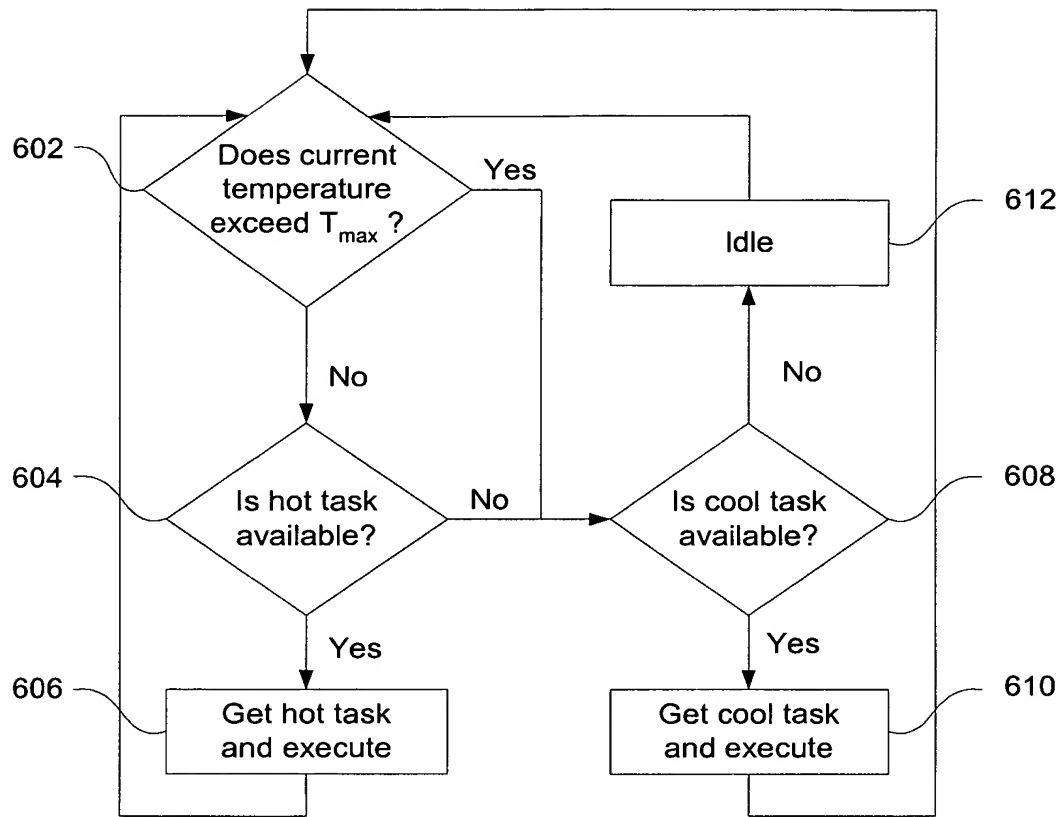 602
Does current
temperature
exceed Tmax ?
Yes
612
Idle
No
No
604
Is hot task
available?
No
Is cool task
available?
608
Yes
Yes
606
Get hot task
and execute
Get cool task
and execute
610